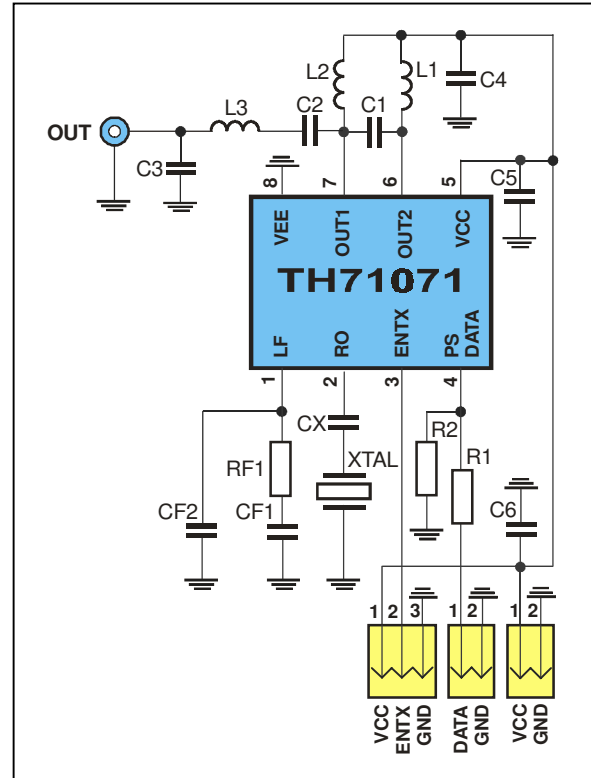 L2
L1
C4
L3
C2
C1
OUT
C3
C5
8
7
6
5
VEE
OUT1
OUT2
VCC
TH71071
LF
RO
ENTX
PS
DATA
1
2
3
4
CX
R2
R1
RF1
XTAL
C6
CF2
CF1
1
2
3
1
2
1
2
VCC
ENTX
GND
DATA
GND
VCC
GND